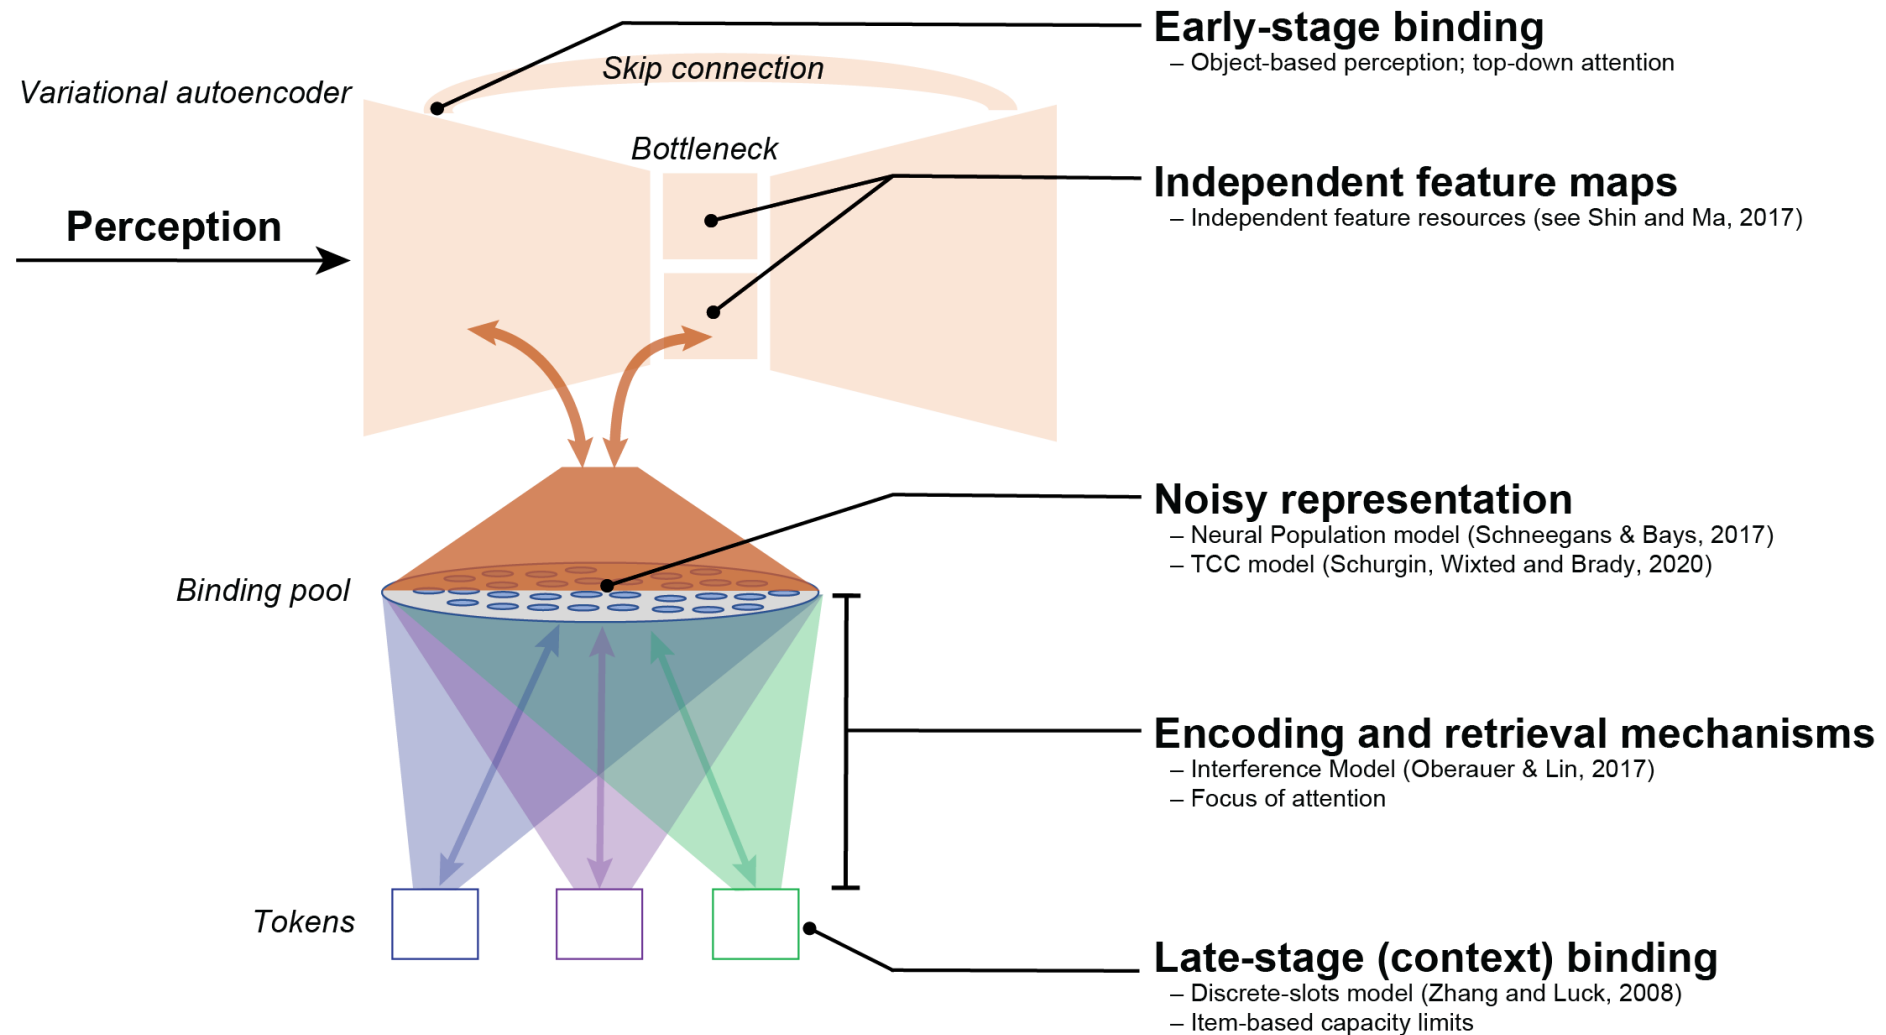 Early-stage binding
– Object-based perception; top-down attention
Skip connection
Variational autoencoder
Bottleneck
Independent feature maps
– Independent feature resources (see Shin and Ma, 2017)
Perception
Noisy representation
– Neural Population model (Schneegans & Bays, 2017)
– TCC model (Schurgin, Wixted and Brady, 2020)
Binding pool
Encoding and retrieval mechanisms
– Interference Model (Oberauer & Lin, 2017)
– Focus of attention
Tokens
Late-stage (context) binding
– Discrete-slots model (Zhang and Luck, 2008)
– Item-based capacity limits